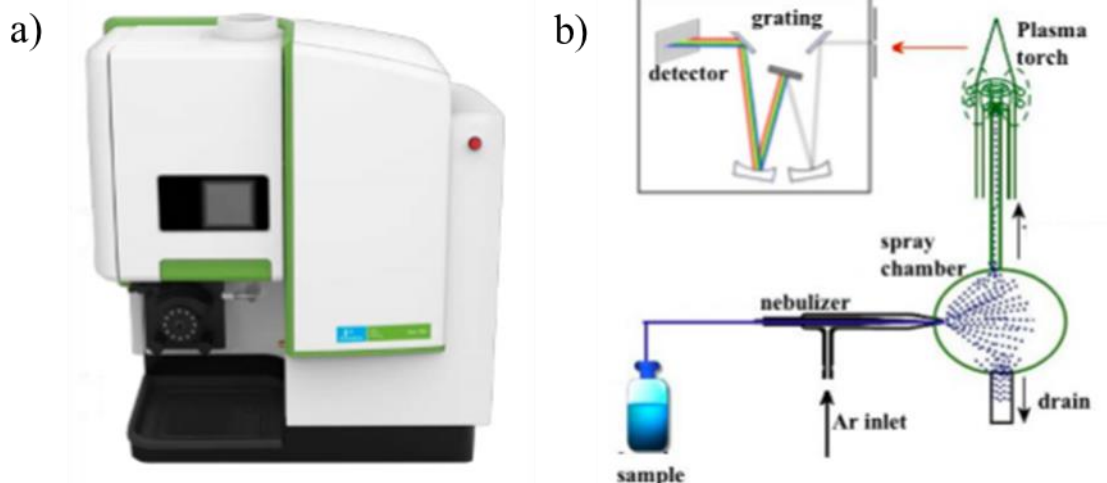 a)
b)
grating
detector
Plasma
torch
spray
chamber
nebulizer
Ar inlet
drain
sample